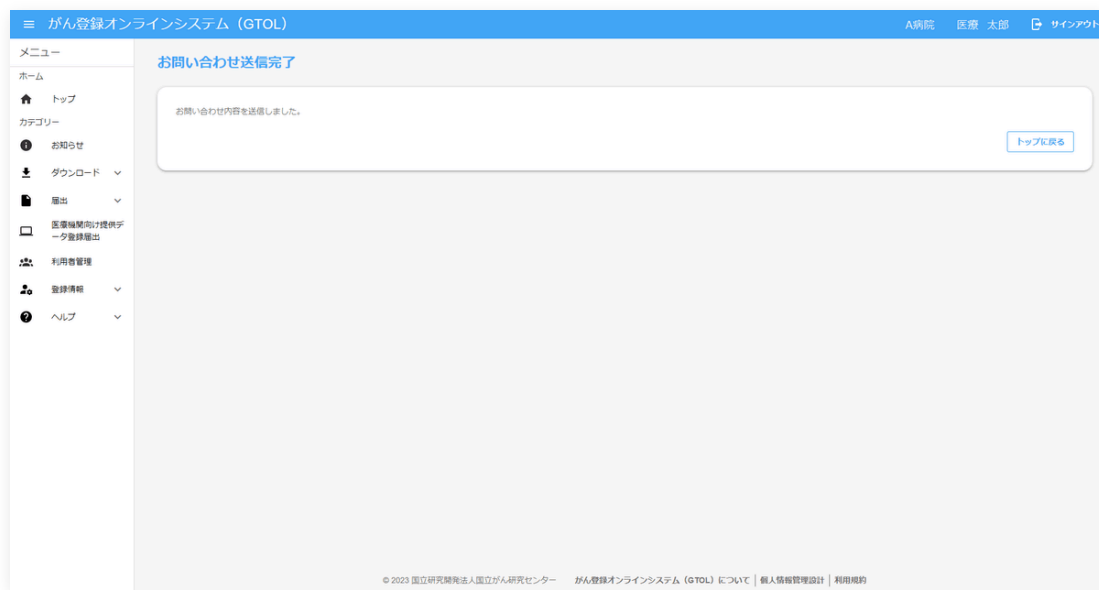 がん登録オンラインシステム（GTOL）
A病院 医療 太郎 サインアウト
メニュー
ホーム
トップ
カテゴリー
お知らせ
ダウンロード
届出
医療機関向け提供デ
ータ登録届出
利用者管理
登録情報
ヘルプ
お問い合わせ送信完了
お問い合わせ内容を送信しました。
トップに戻る
© 2023 国立研究開発法人国立がん研究センター がん登録オンラインシステム（GTOL）について | 個人情報管理設計 | 利用規約